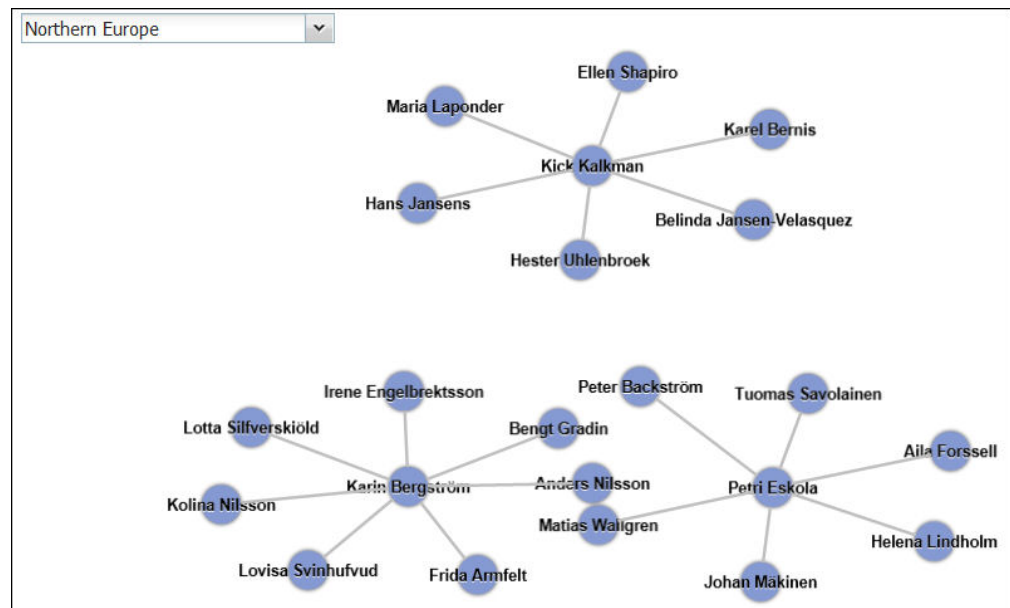 Northern Europe
Ellen Shapiro
Maria Laponder
Karel Bernis
Kick Kalkman
Hans Jansens
Belinda Jansen-Velasquez
Hester Uhlenbroek
Irene Engelbrektsson
Peter Backström
Tuomas Savolainen
Lotta Silfverskiöld
Bengt Gradin
Aila Forssell
Karin Bergström
Anders Nilsson
Petri Eskola
Kolina Nilsson
Matias Wallgren
Helena Lindholm
Lovisa Svinhufvud
Frida Armfelt
Johan Mäkinen